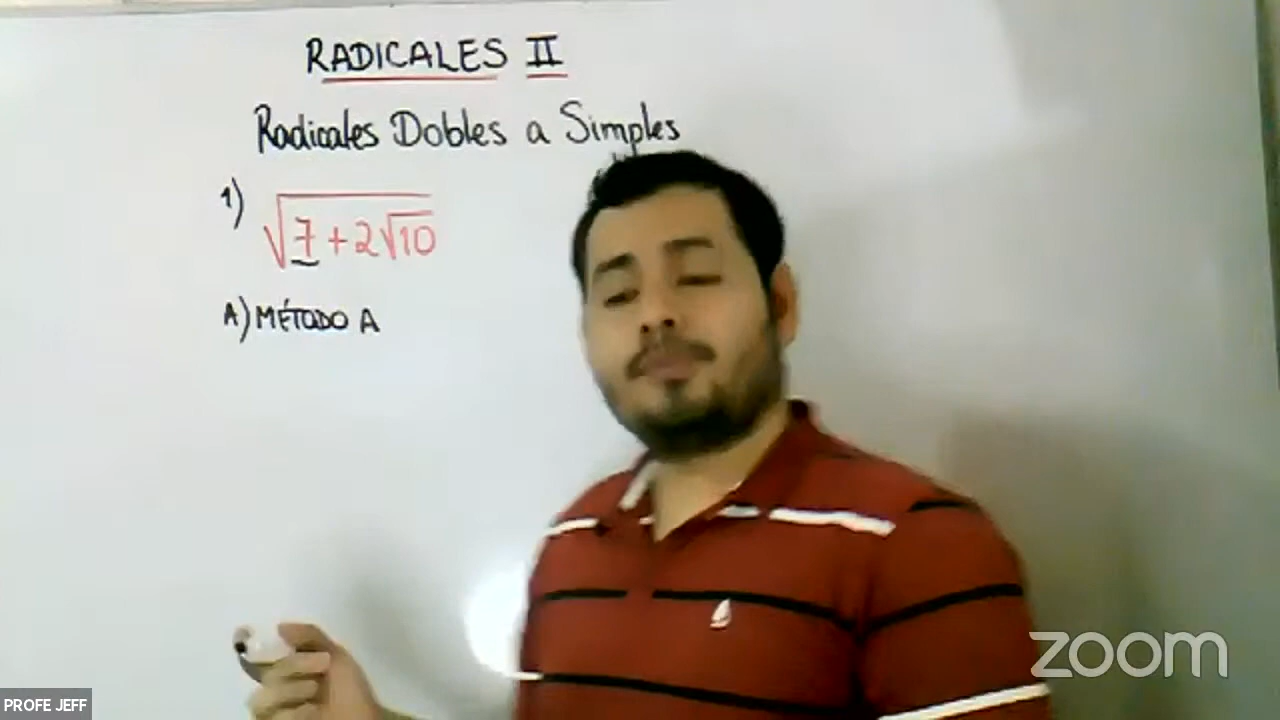 RADICALES II
Radicales Dobles a Simples
1) √(7+2√10)
A) MÉTODO A
zoom
PROFE JEFF